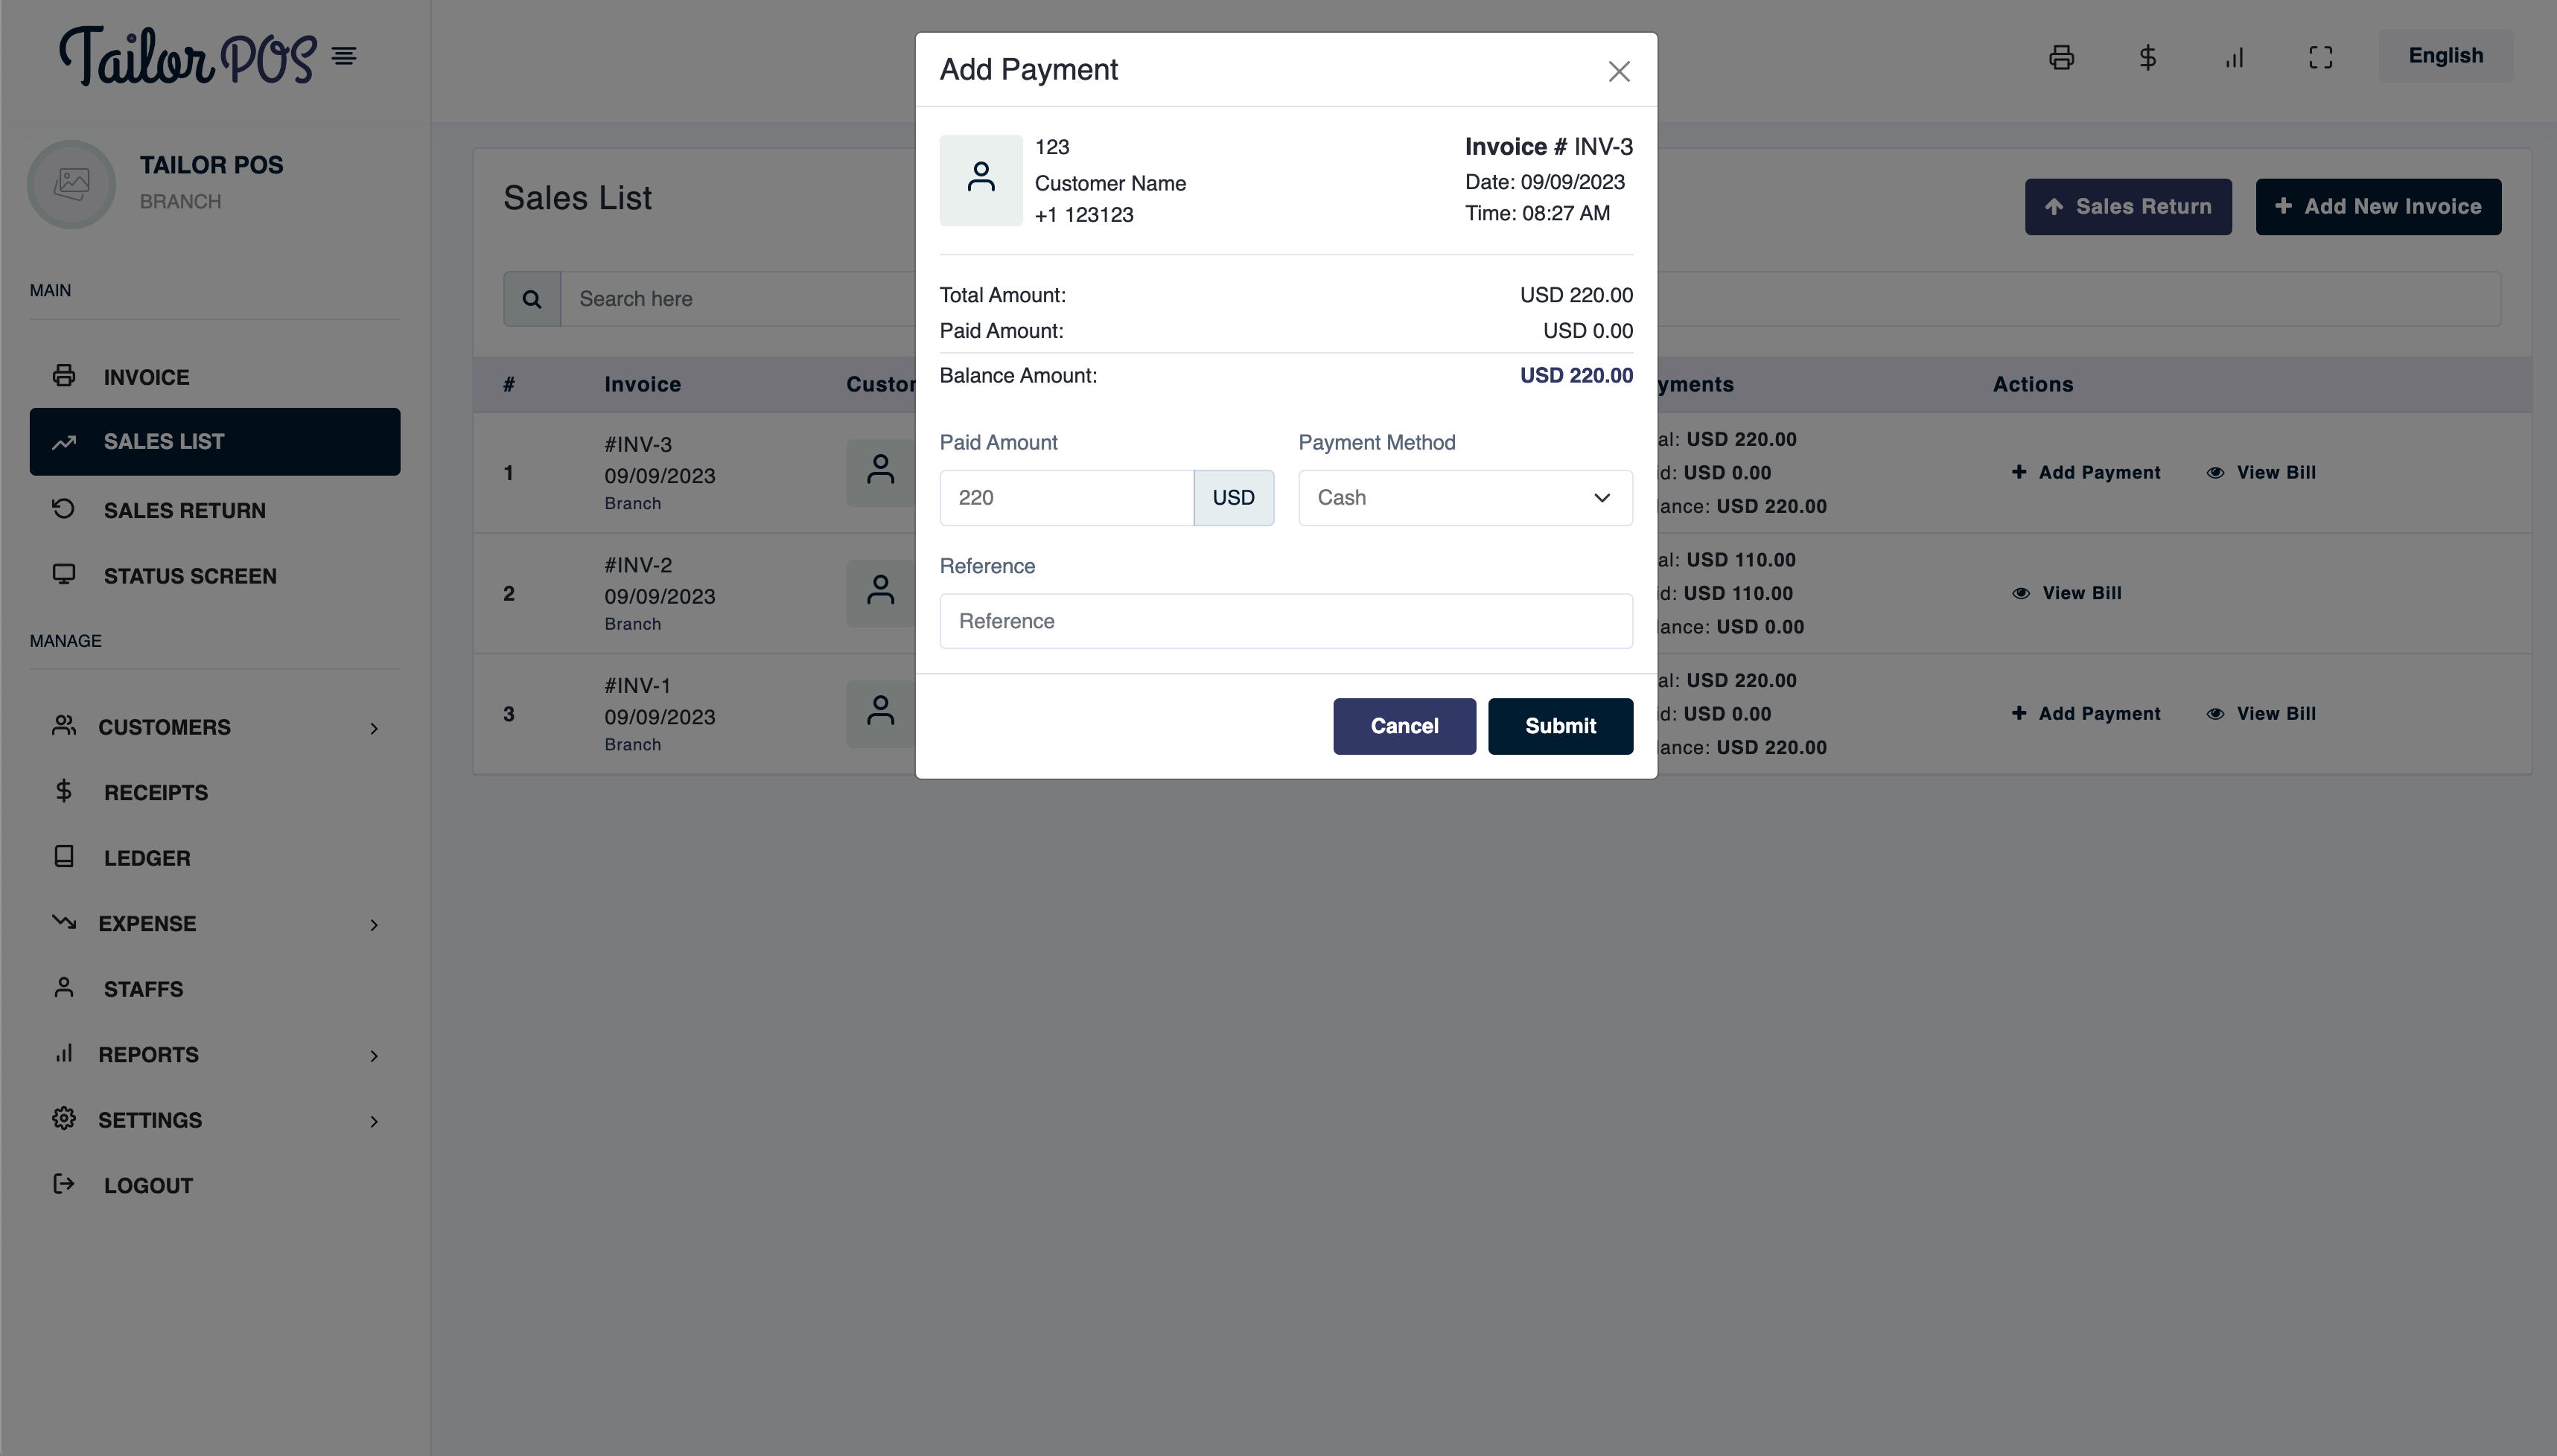 Tailor POS
English
TAILOR POS
BRANCH
MAIN
INVOICE
SALES LIST
SALES RETURN
STATUS SCREEN
MANAGE
CUSTOMERS
RECEIPTS
LEDGER
EXPENSE
STAFFS
REPORTS
SETTINGS
LOGOUT
Sales List
Sales Return
Add New Invoice
Search here
# Invoice Custor yments Actions
1
#INV-3
09/09/2023
Branch
al: USD 220.00
id: USD 0.00
lance: USD 220.00
Add Payment View Bill
2
#INV-2
09/09/2023
Branch
al: USD 110.00
id: USD 110.00
lance: USD 0.00
View Bill
3
#INV-1
09/09/2023
Branch
al: USD 220.00
id: USD 0.00
lance: USD 220.00
Add Payment View Bill
Add Payment
123
Customer Name
+1 123123
Invoice # INV-3
Date: 09/09/2023
Time: 08:27 AM
Total Amount: USD 220.00
Paid Amount: USD 0.00
Balance Amount: USD 220.00
Paid Amount
220 USD
Payment Method
Cash
Reference
Reference
Cancel
Submit